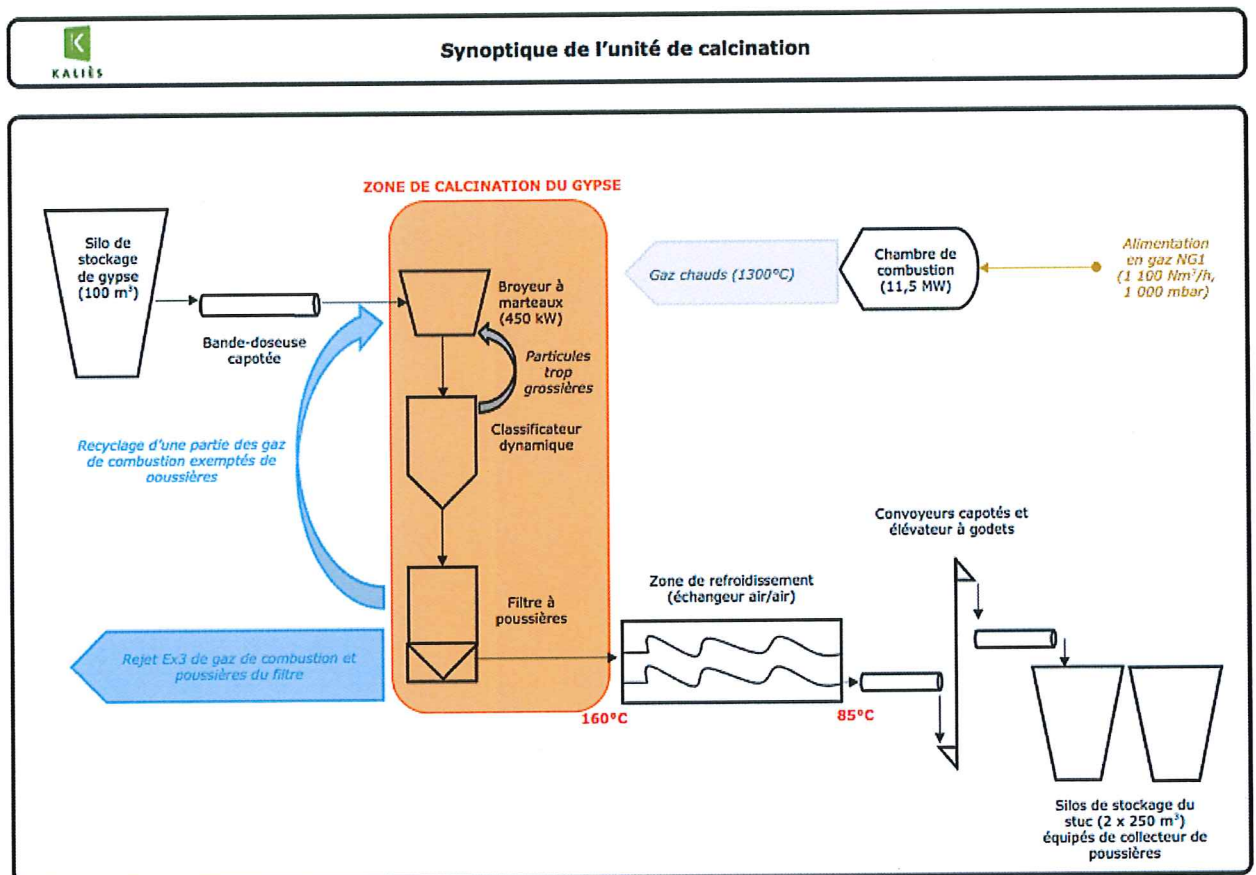 KALIÈS
Synoptique de l'unité de calcination
ZONE DE CALCINATION DU GYPSE
Silo de
stockage
de gypse
(100 m³)
Bande-doseuse
capotée
Broyeur à
marteaux
(450 kW)
Particules
trop
grossières
Classificateur
dynamique
Gaz chauds (1300°C)
Chambre de
combustion
(11,5 MW)
Alimentation
en gaz NG1
(1 100 Nm³/h,
1 000 mbar)
Recyclage d'une partie des gaz
de combustion exemptés de
poussières
Filtre à
poussières
Rejet Ex3 de gaz de combustion et
poussières du filtre
Zone de refroidissement
(échangeur air/air)
160°C
85°C
Convoyeurs capotés et
élévateur à godets
Silos de stockage du
stuc (2 x 250 m³)
équipés de collecteur de
poussières